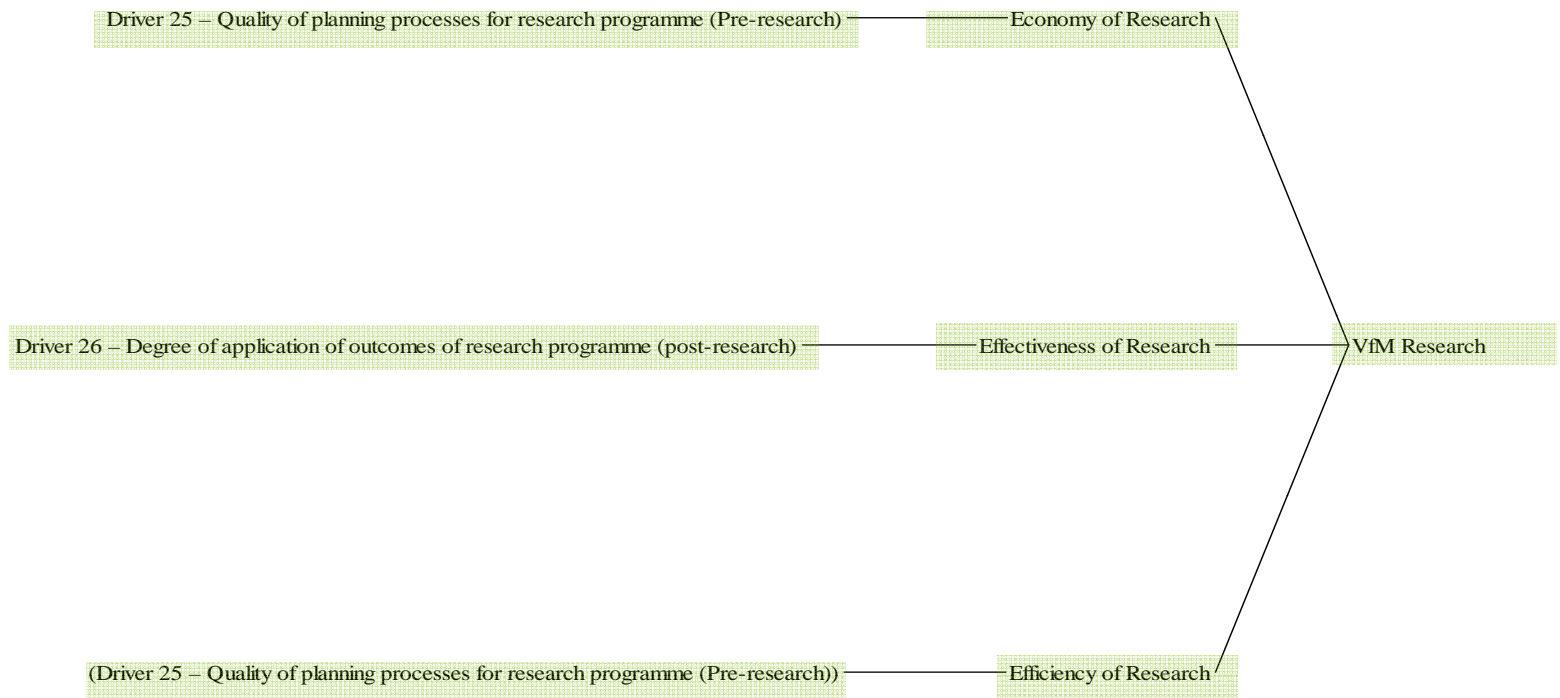 Driver 25 – Quality of planning processes for research programme (Pre-research)
Economy of Research
Driver 26 – Degree of application of outcomes of research programme (post-research)
Effectiveness of Research
VfM Research
(Driver 25 – Quality of planning processes for research programme (Pre-research))
Efficiency of Research